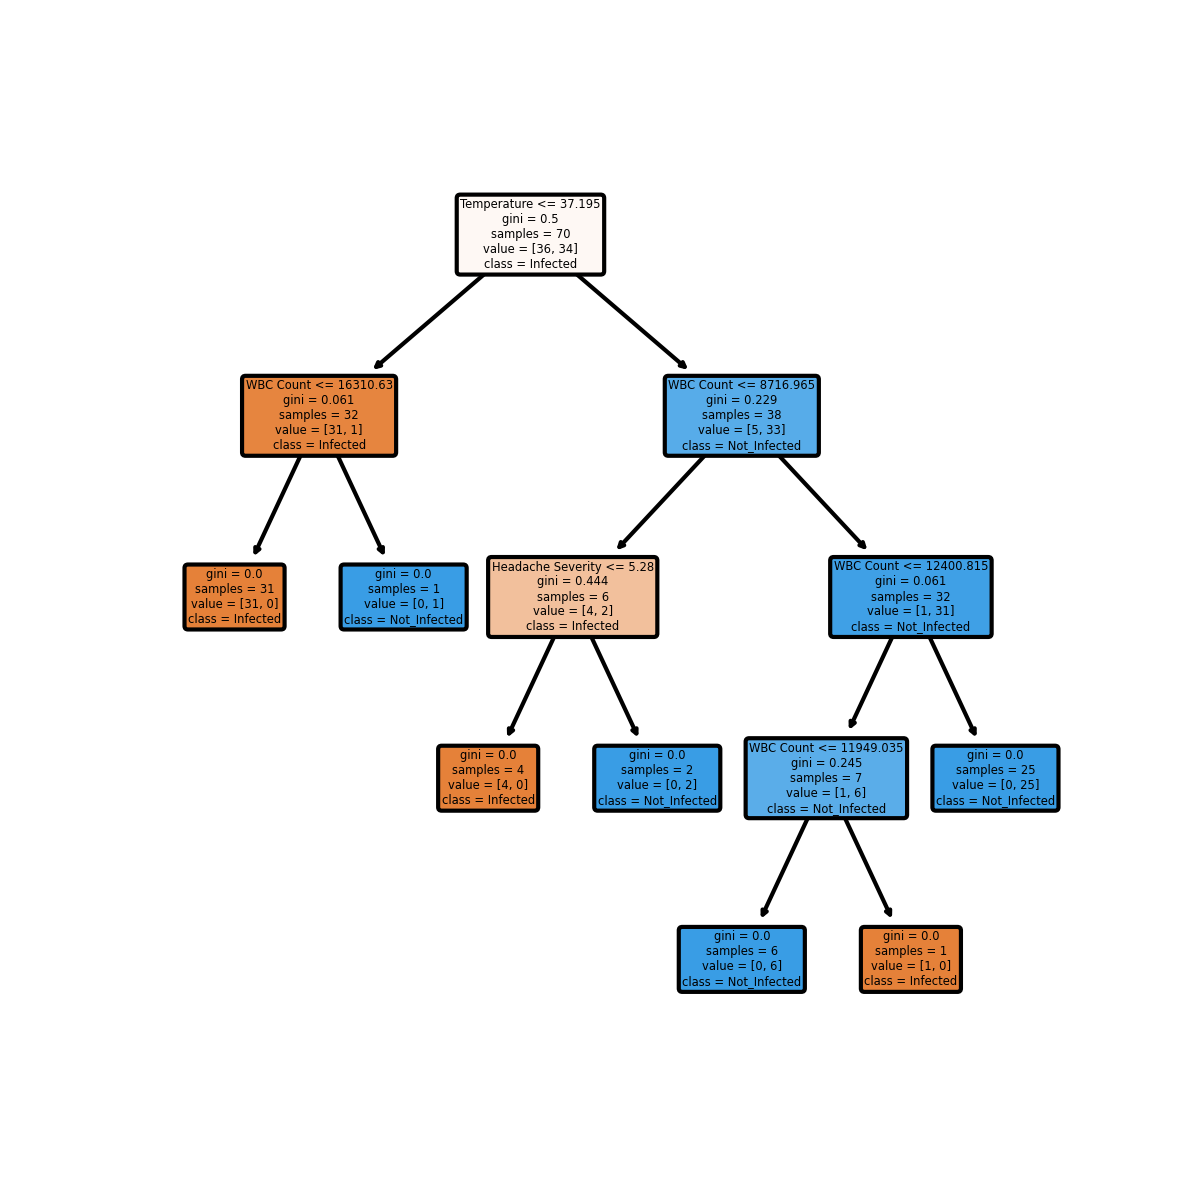 Temperature <= 37.195
gini = 0.5
samples = 70
value = [36, 34]
class = Infected
WBC Count <= 16310.63
gini = 0.061
samples = 32
value = [31, 1]
class = Infected
WBC Count <= 8716.965
gini = 0.229
samples = 38
value = [5, 33]
class = Not_Infected
gini = 0.0
samples = 31
value = [31, 0]
class = Infected
gini = 0.0
samples = 1
value = [0, 1]
class = Not_Infected
Headache Severity <= 5.28
gini = 0.444
samples = 6
value = [4, 2]
class = Infected
WBC Count <= 12400.815
gini = 0.061
samples = 32
value = [1, 31]
class = Not_Infected
gini = 0.0
samples = 4
value = [4, 0]
class = Infected
gini = 0.0
samples = 2
value = [0, 2]
class = Not_Infected
WBC Count <= 11949.035
gini = 0.245
samples = 7
value = [1, 6]
class = Not_Infected
gini = 0.0
samples = 25
value = [0, 25]
class = Not_Infected
gini = 0.0
samples = 6
value = [0, 6]
class = Not_Infected
gini = 0.0
samples = 1
value = [1, 0]
class = Infected